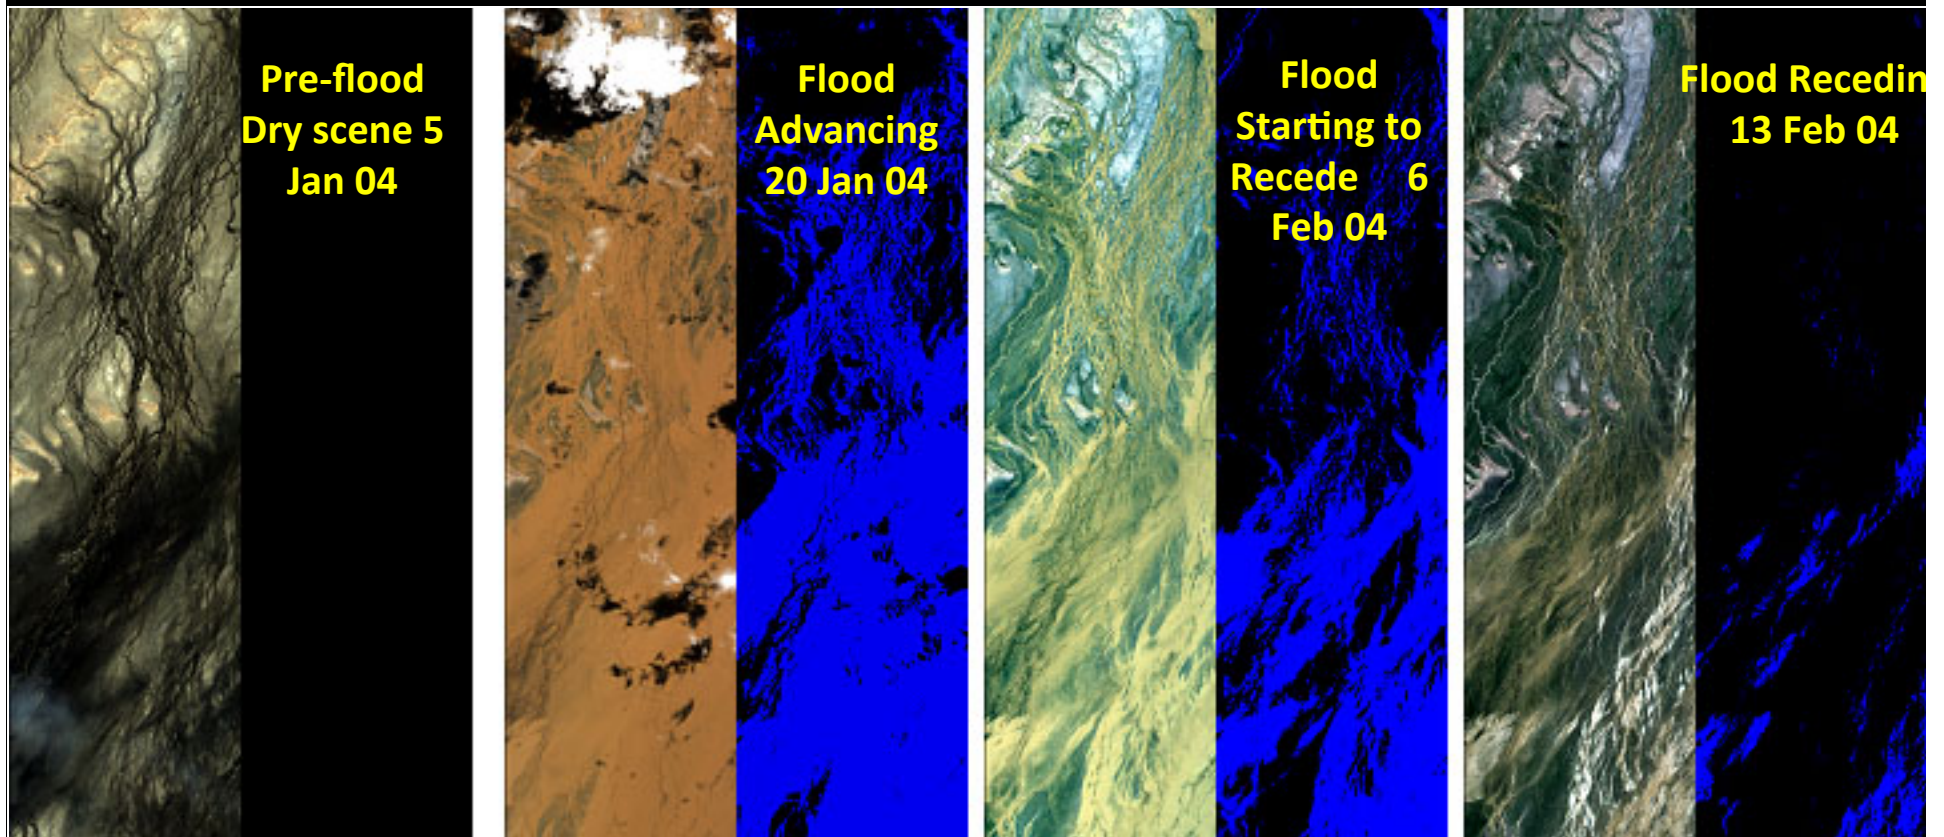 Pre-flood
Dry scene 5
Jan 04
Flood
Advancing
20 Jan 04
Flood
Starting to
Recede 6
Feb 04
Flood Recedin
13 Feb 04